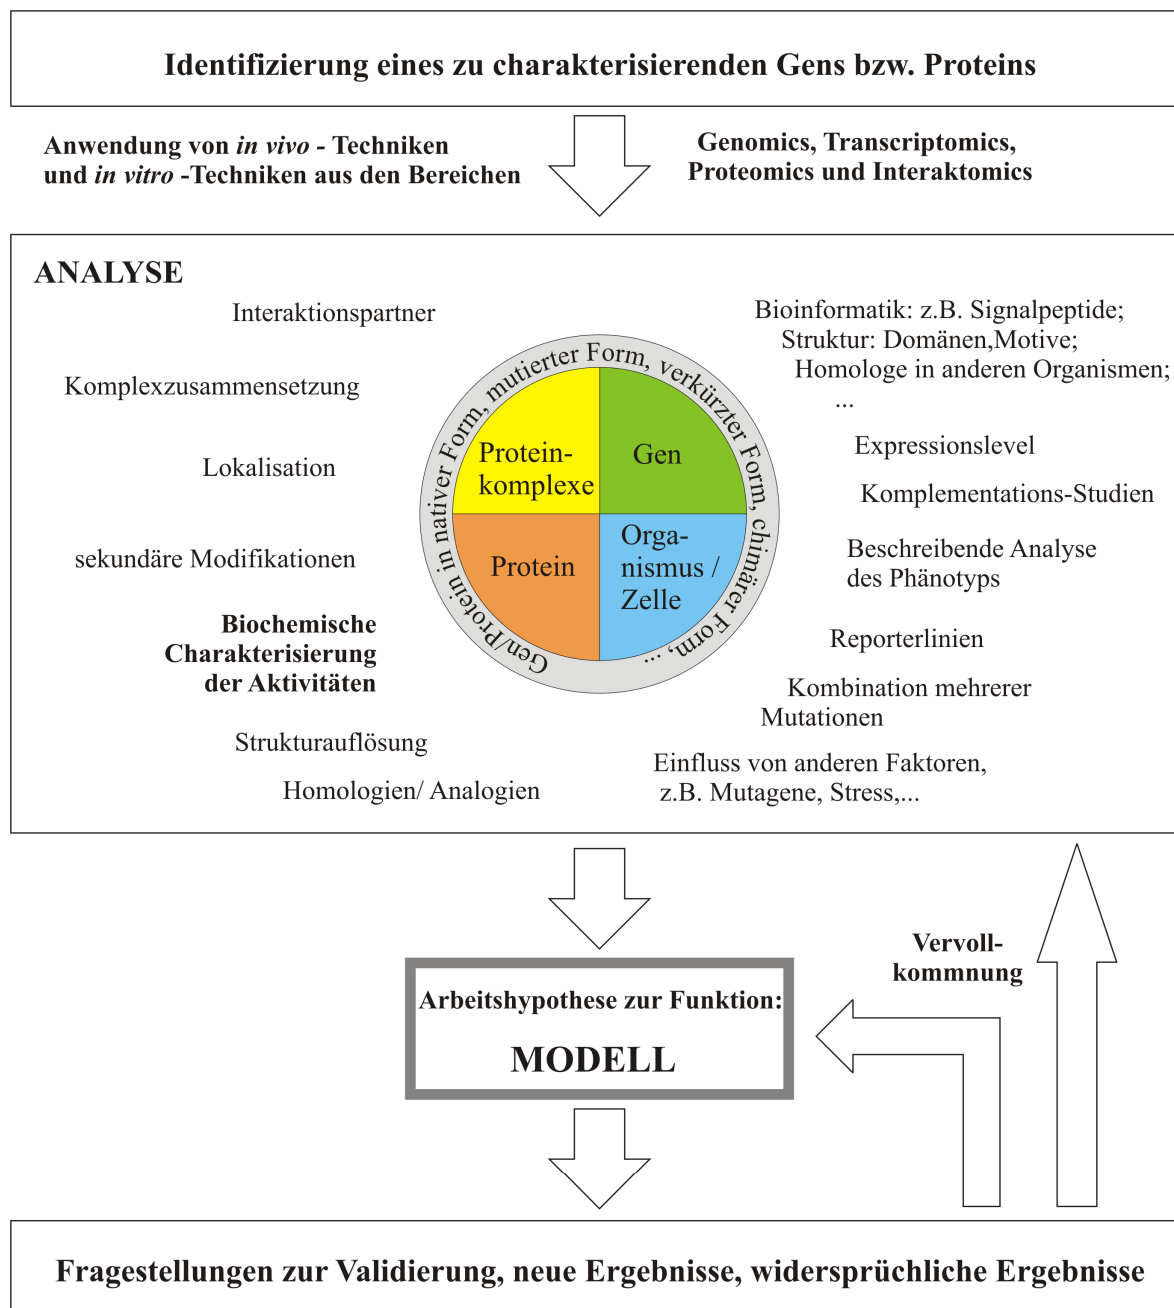 Identifizierung eines zu charakterisierenden Gens bzw. Proteins
Anwendung von in vivo - Techniken
und in vitro -Techniken aus den Bereichen
Genomics, Transcriptomics,
Proteomics und Interaktomics
ANALYSE
Interaktionspartner
Komplexzusammensetzung
Lokalisation
sekundäre Modifikationen
Biochemische
Charakterisierung
der Aktivitäten
Strukturauflösung
Homologien/ Analogien
Gen/Protein in nativer Form, mutierter Form, verkürzter Form, chimärer Form, ...
Protein-
komplexe
Gen
Protein
Orga-
nismus /
Zelle
Bioinformatik: z.B. Signalpeptide;
Struktur: Domänen,Motive;
Homologe in anderen Organismen;
...
Expressionslevel
Komplementations-Studien
Beschreibende Analyse
des Phänotyps
Reporterlinien
Kombination mehrerer
Mutationen
Einfluss von anderen Faktoren,
z.B. Mutagene, Stress,...
Arbeitshypothese zur Funktion:
MODELL
Vervoll-
kommnung
Fragestellungen zur Validierung, neue Ergebnisse, widersprüchliche Ergebnisse